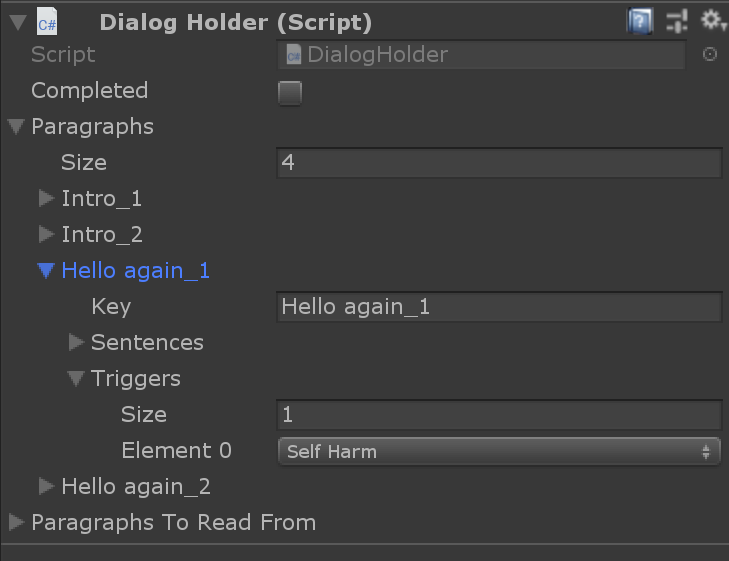 C# Dialog Holder (Script)
Script DialogHolder
Completed
Paragraphs
Size 4
Intro_1
Intro_2
Hello again_1
Key Hello again_1
Sentences
Triggers
Size 1
Element 0 Self Harm
Hello again_2
Paragraphs To Read From